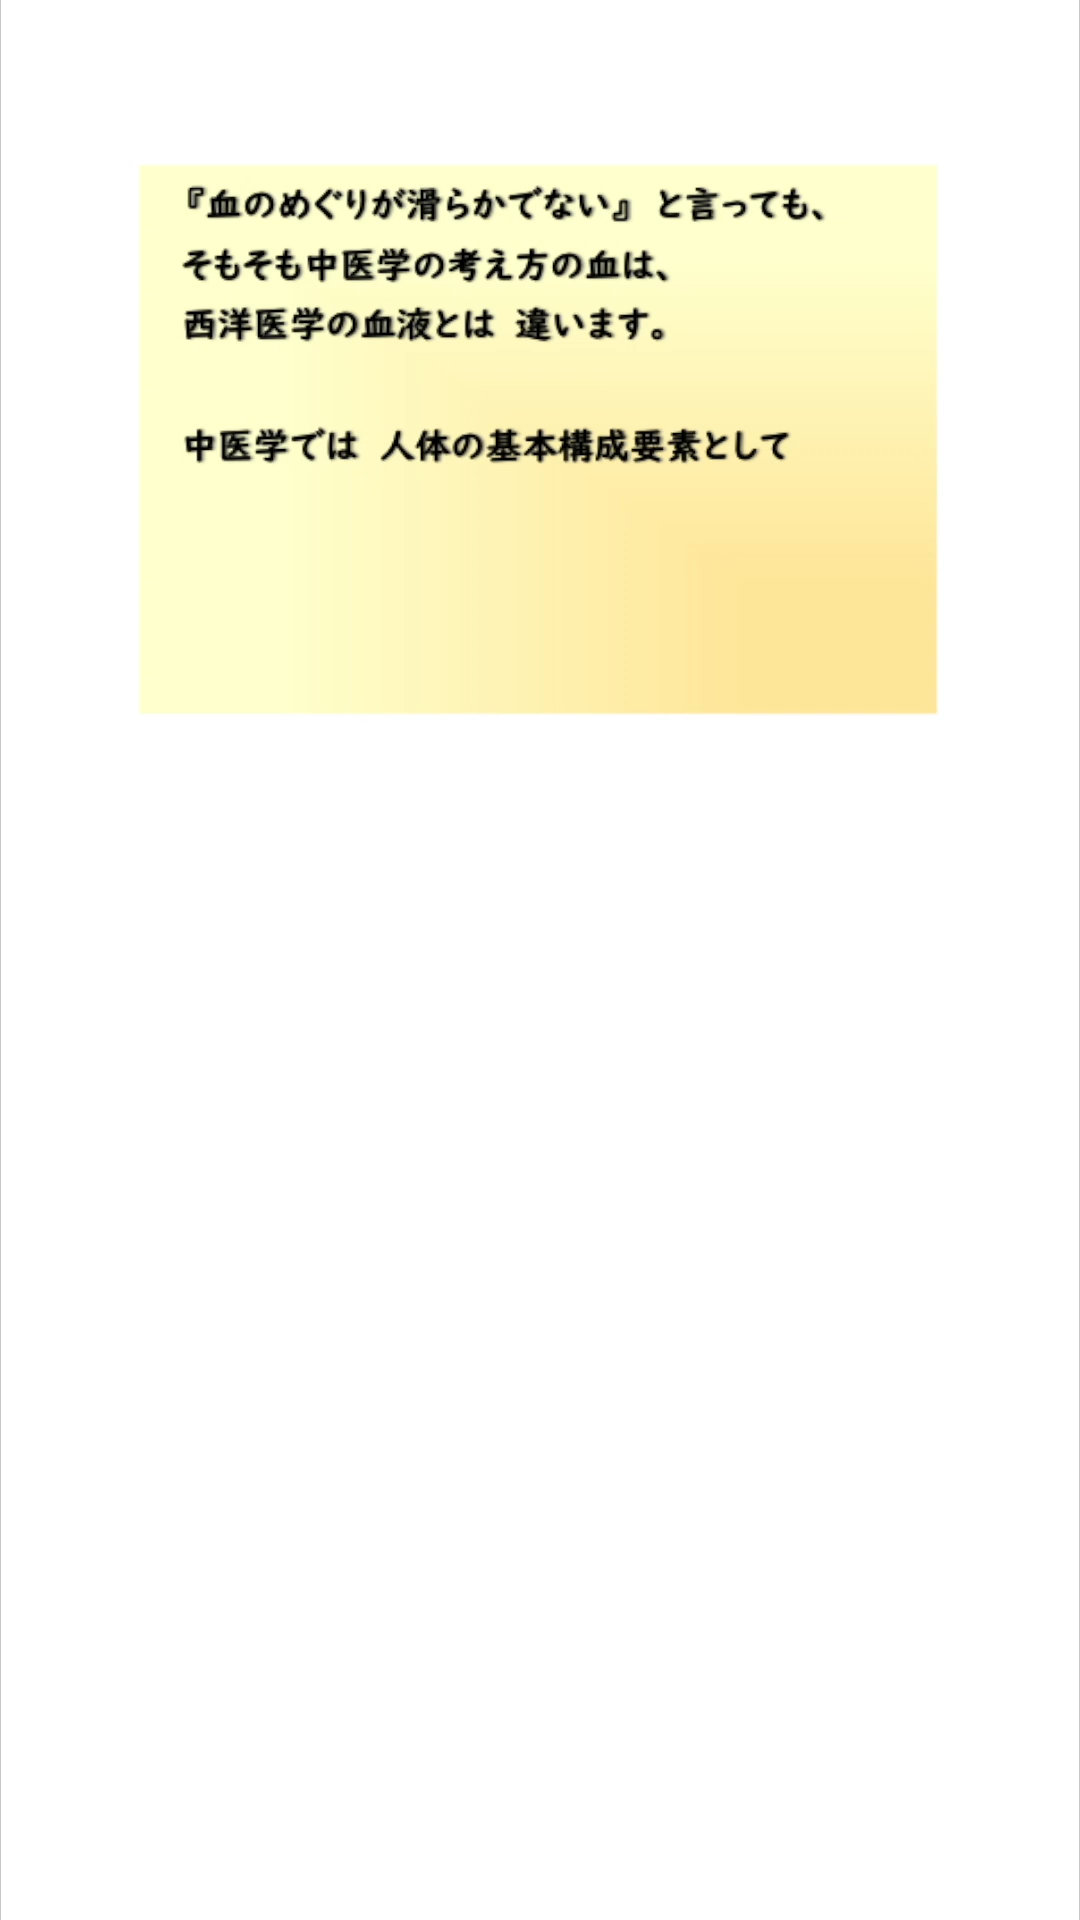 『血のめぐりが滑らかでない』 と言っても、
そもそも中医学の考え方の血は、
西洋医学の血液とは 違います。
中医学では 人体の基本構成要素として